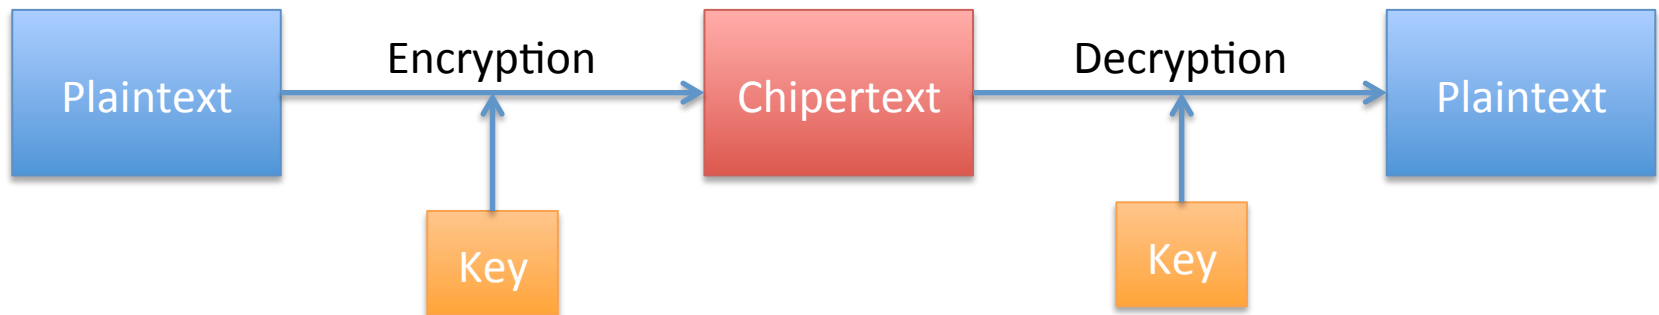 Plaintext
Encryption
Chipertext
Decryption
Plaintext
Key
Key